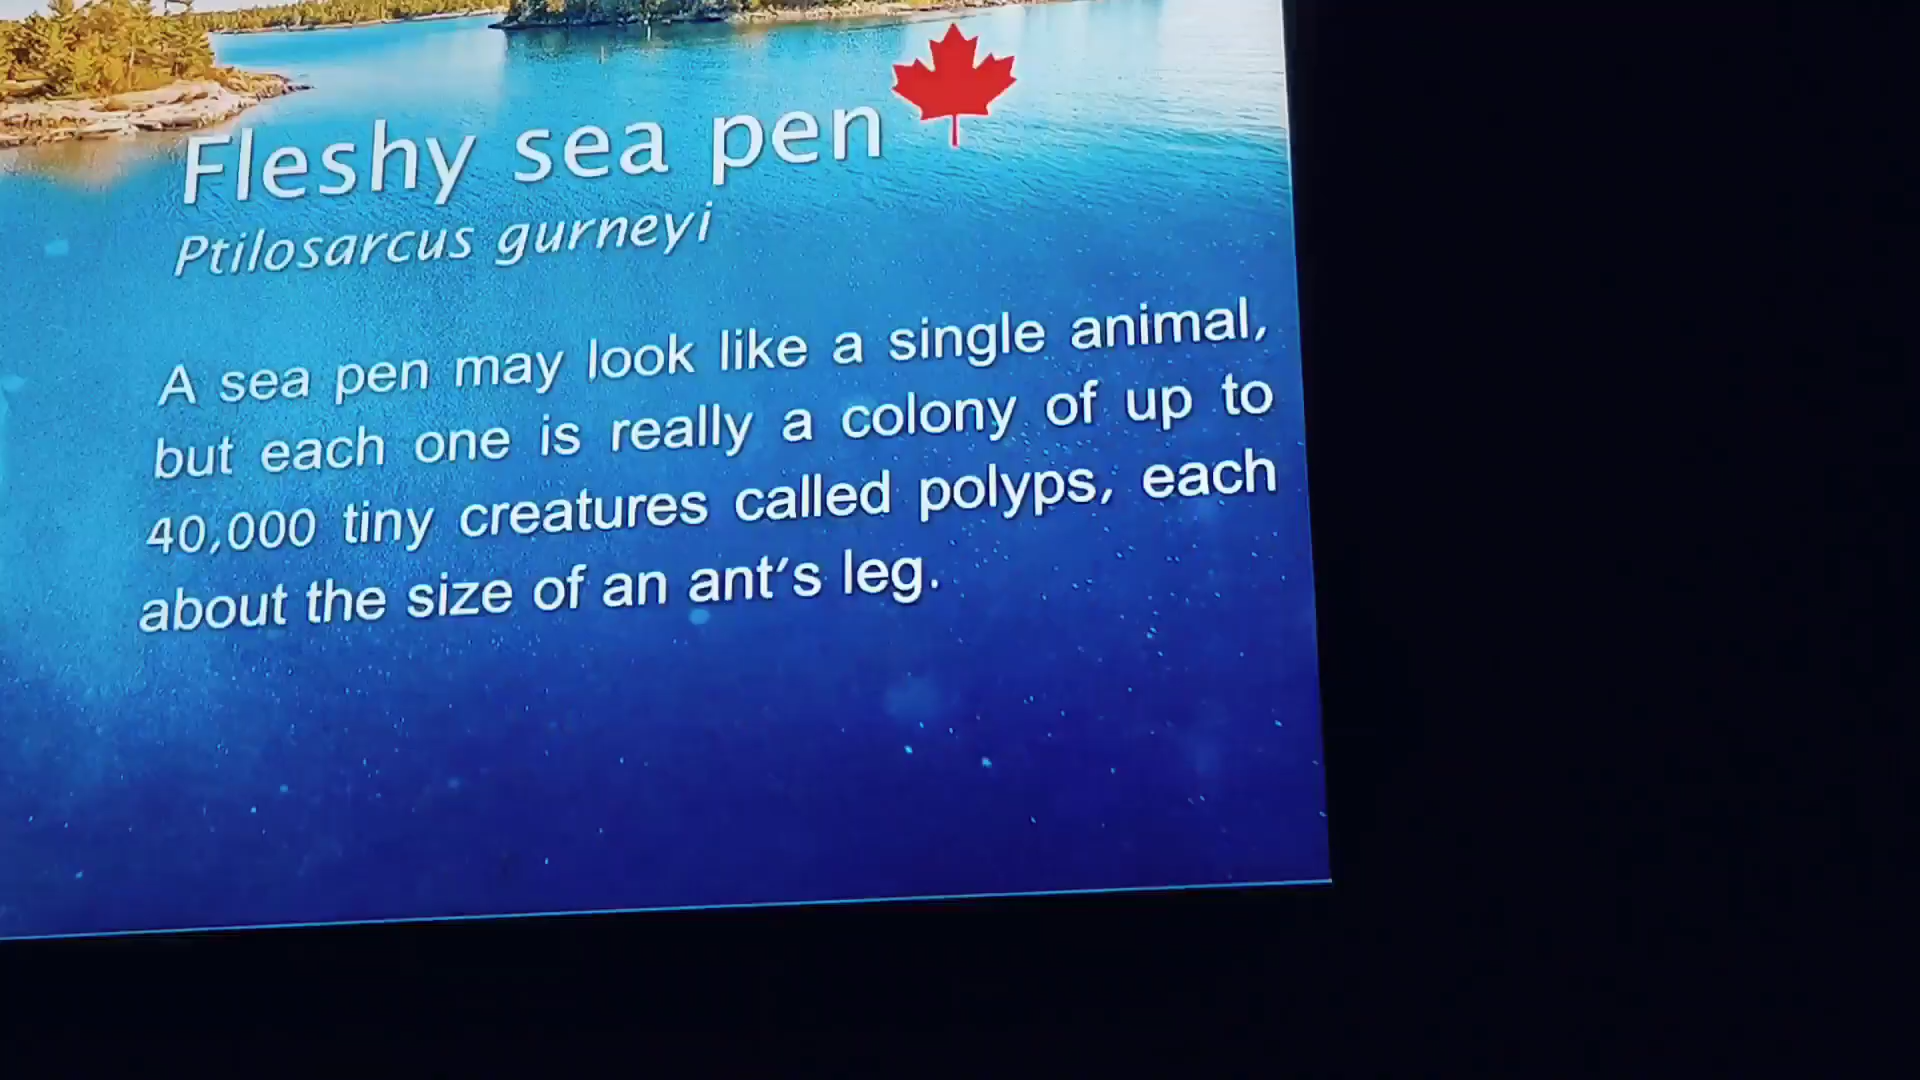 Fleshy sea pen
Ptilosarcus gurneyi
A sea pen may look like a single animal,
but each one is really a colony of up to
40,000 tiny creatures called polyps, each
about the size of an ant's leg.